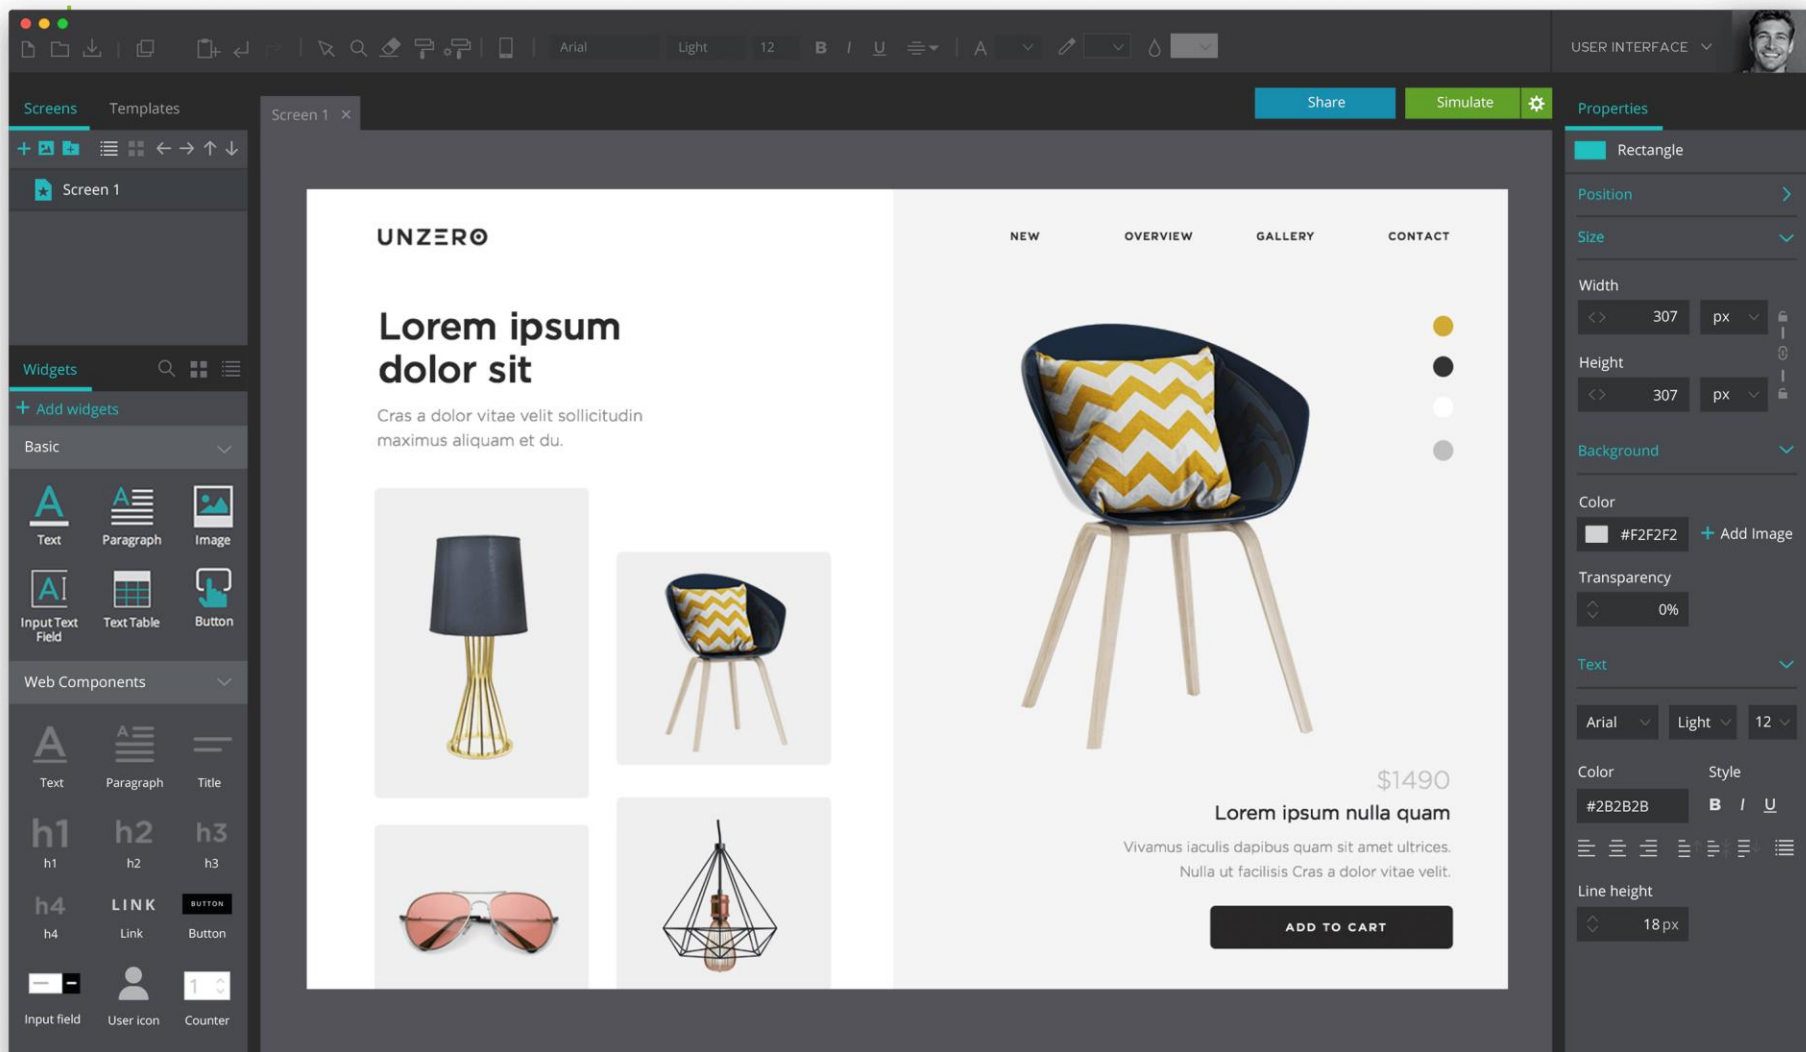 Arial
Light
12
B
I
U
A
USER INTERFACE
Screens
Templates
Screen 1
Share
Simulate
Properties
Screen 1
Rectangle
Position
Size
Width
307
px
Height
307
px
Background
Color
#F2F2F2
Add Image
Transparency
0%
Text
Arial
Light
12
Color
Style
#2B2B2B
B
I
U
Line height
18 px
Widgets
Add widgets
Basic
A
Text
A
Paragraph
Image
A
Input Text
Field
Text Table
Button
Web Components
A
Text
A
Paragraph
Title
h1
h1
h2
h2
h3
h3
h4
h4
LINK
Link
BUTTON
Button
Input field
User icon
1
Counter
UNZERO
NEW
OVERVIEW
GALLERY
CONTACT
Lorem ipsum
dolor sit
Cras a dolor vitae velit sollicitudin
maximus aliquam et du.
$1490
Lorem ipsum nulla quam
Vivamus iaculis dapibus quam sit amet ultrices.
Nulla ut facilisis Cras a dolor vitae velit.
ADD TO CART